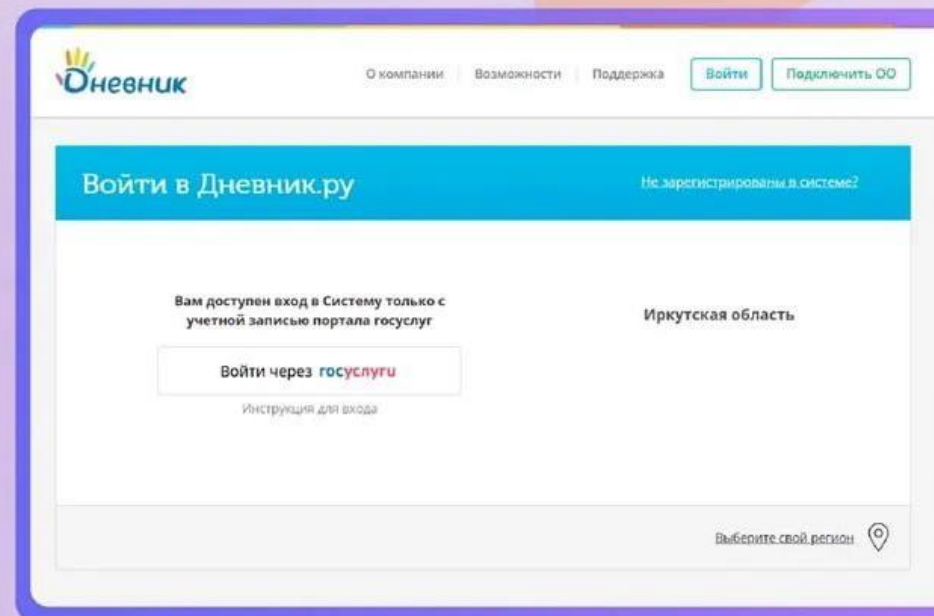 Дневник
О компании
Возможности
Поддержка
Войти
Подключить ОО
Войти в Дневник.ру
Не зарегистрированы в системе?
Вам доступен вход в Систему только с
учетной записью портала госуслуг
Войти через госуслуги
Инструкция для входа
Иркутская область
Выберите свой регион